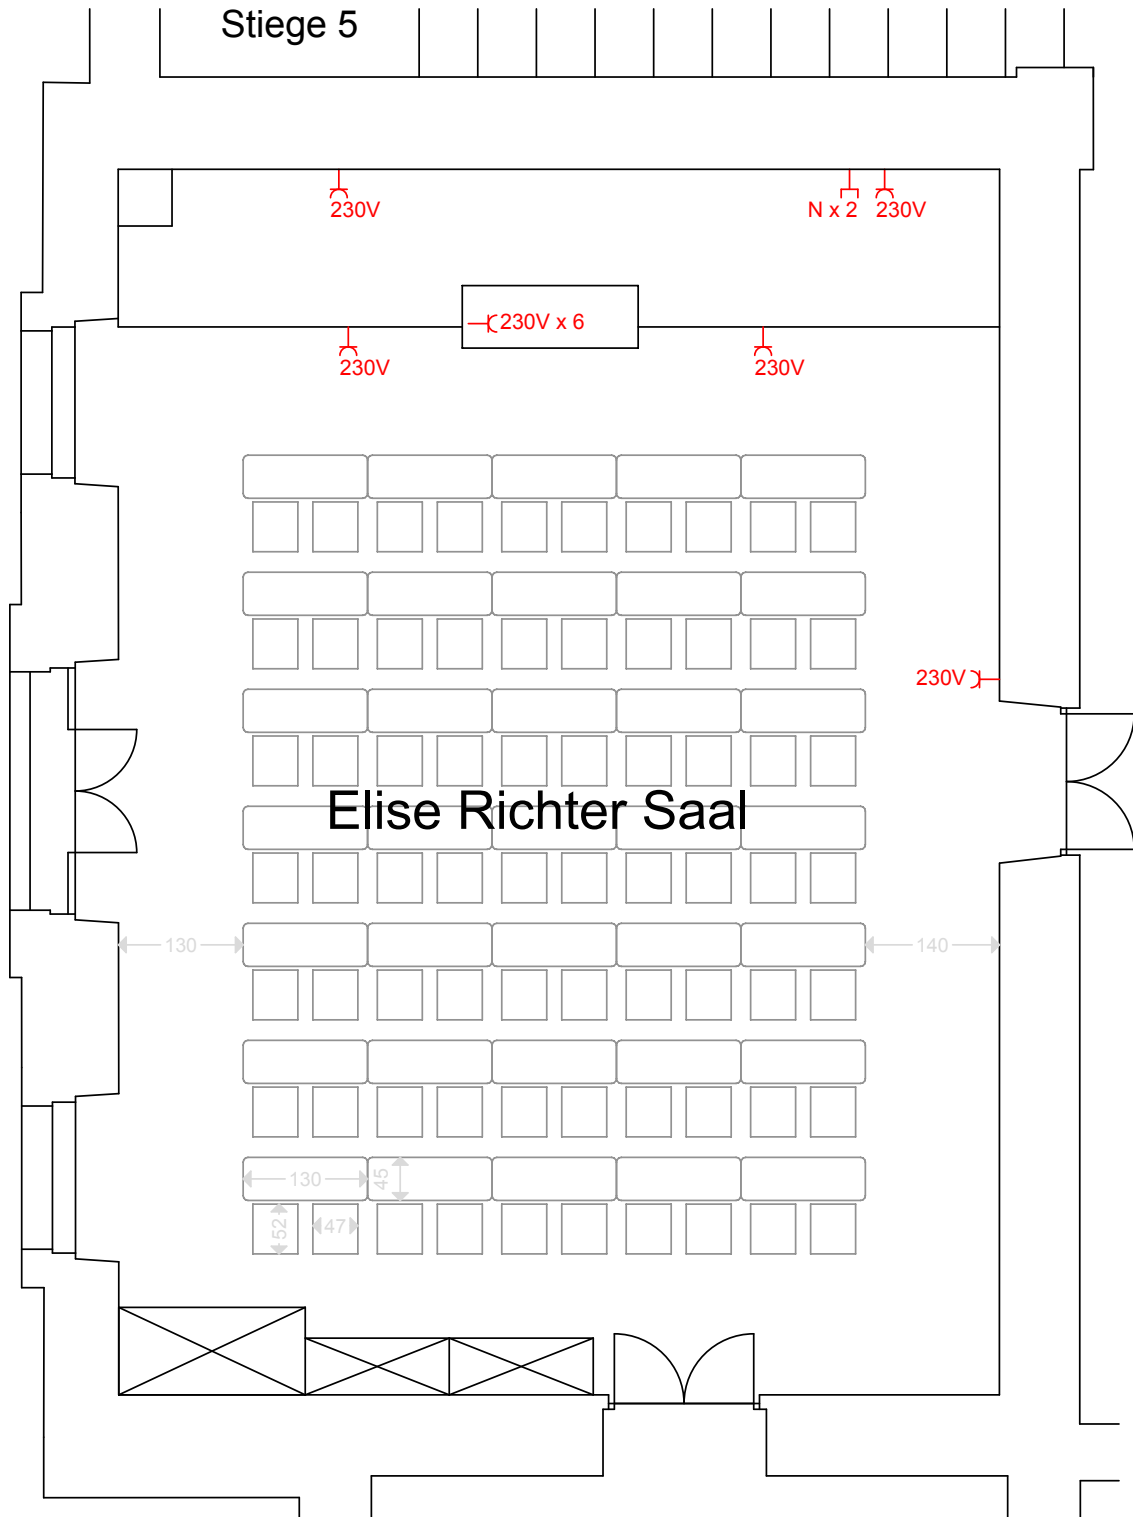 Stiege 5
230V
N x 2 230V
230V x 6
230V
230V
230V
Elise Richter Saal
130
140
130
45
52
47